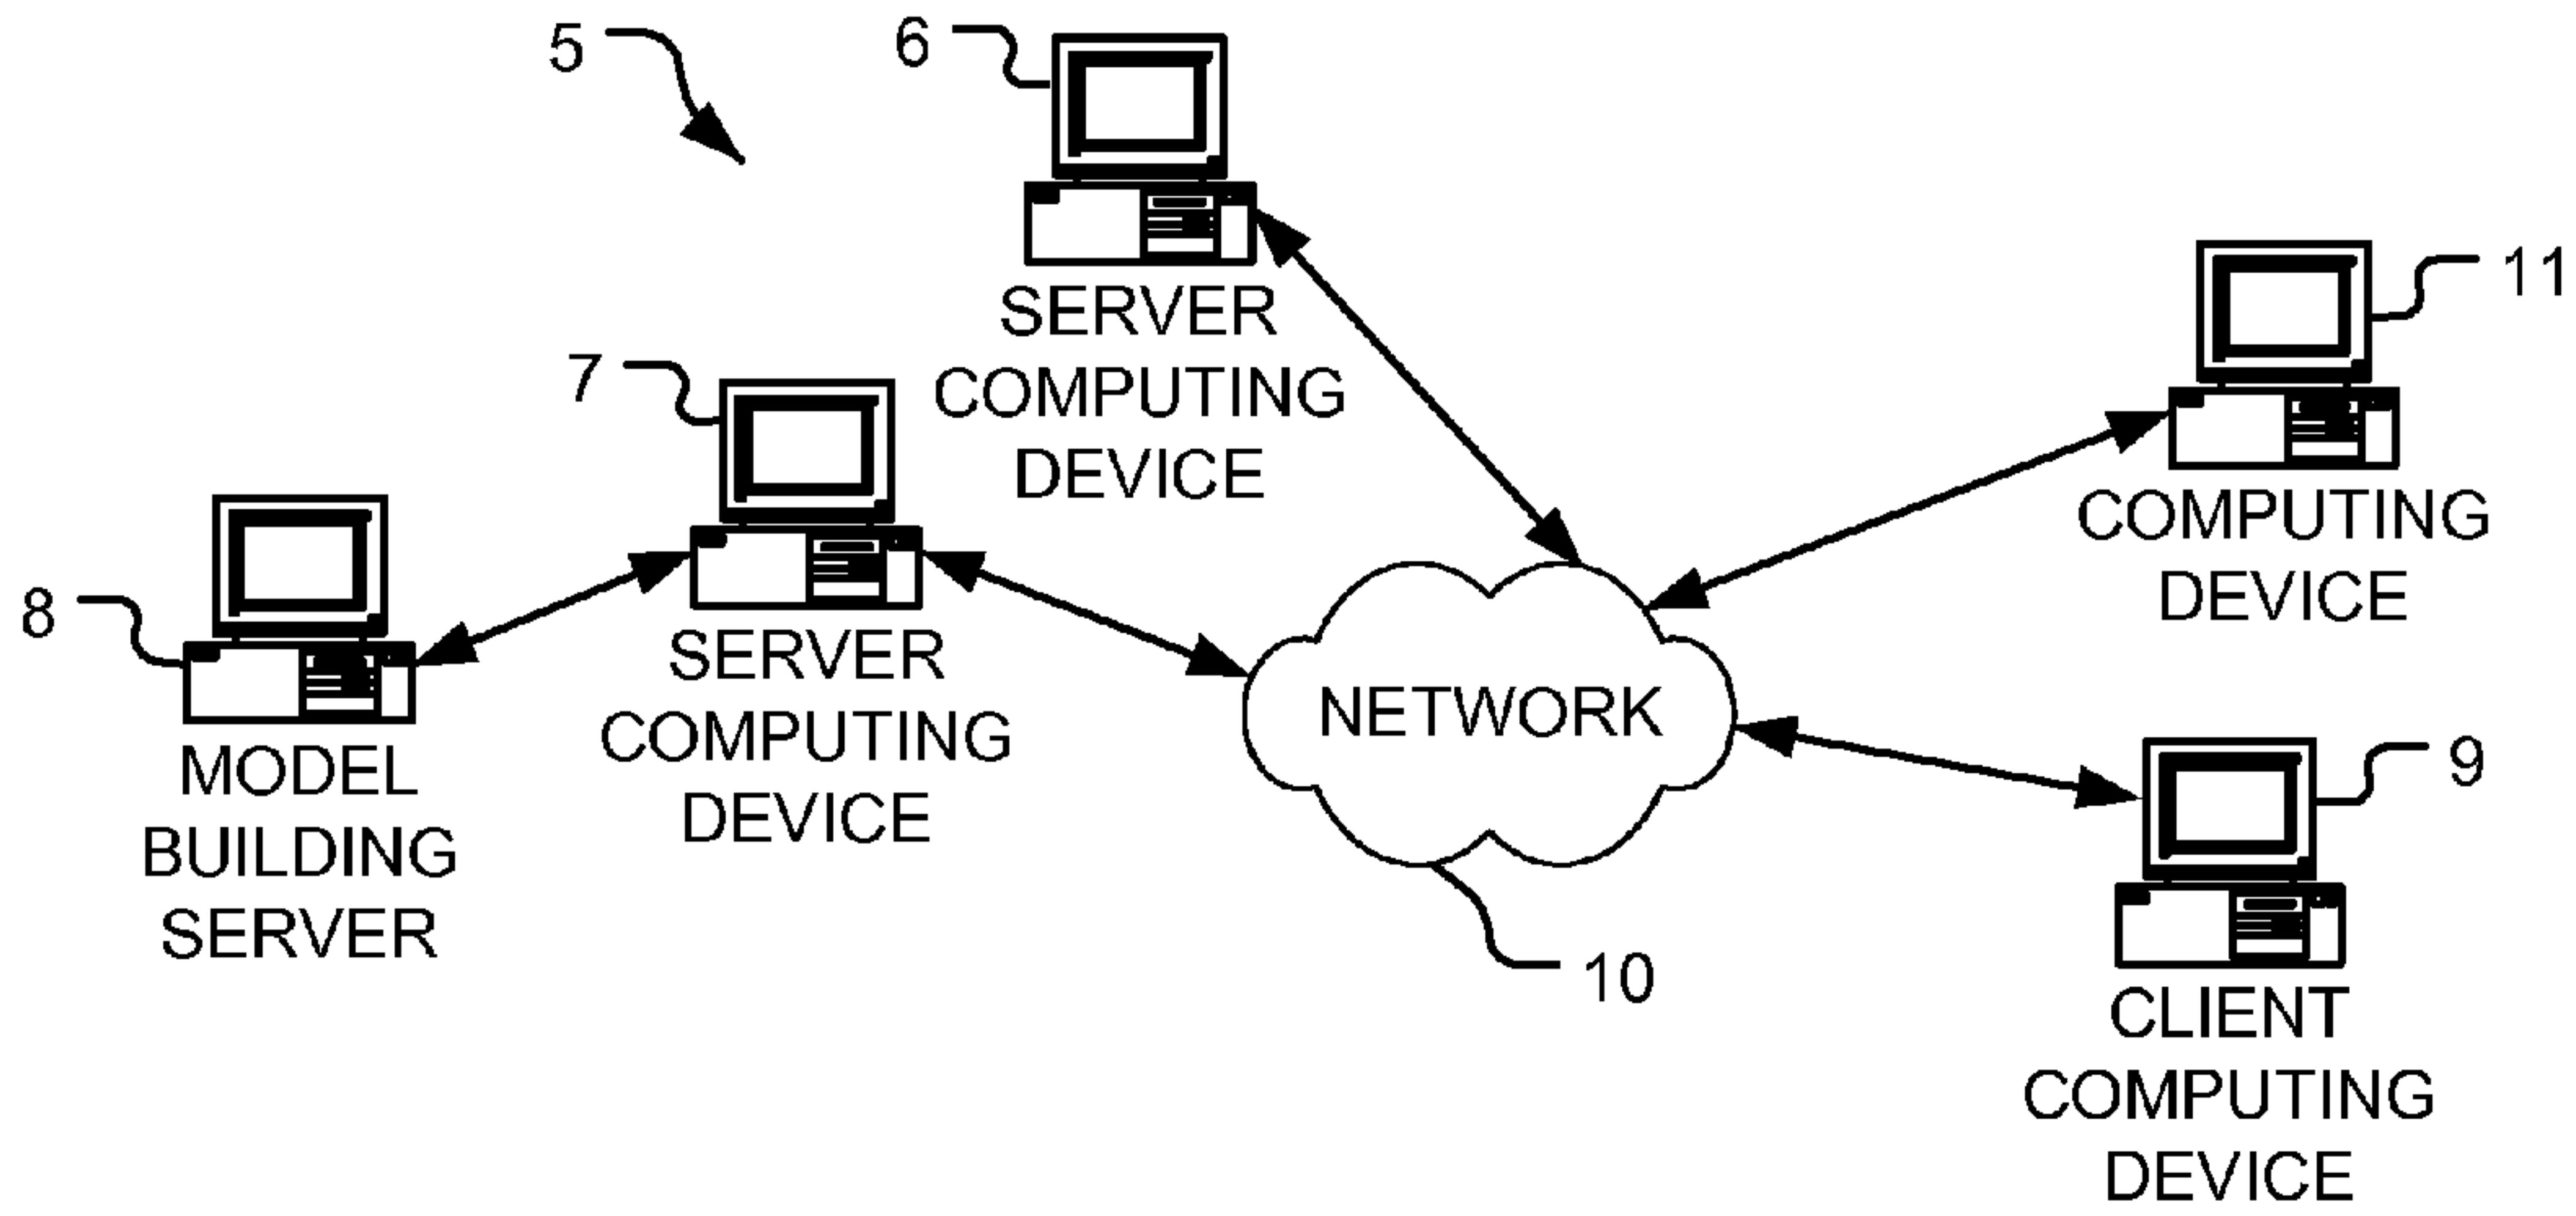 5
6
SERVER
COMPUTING
DEVICE
11
COMPUTING
DEVICE
7
SERVER
COMPUTING
DEVICE
8
MODEL
BUILDING
SERVER
NETWORK
10
9
CLIENT
COMPUTING
DEVICE